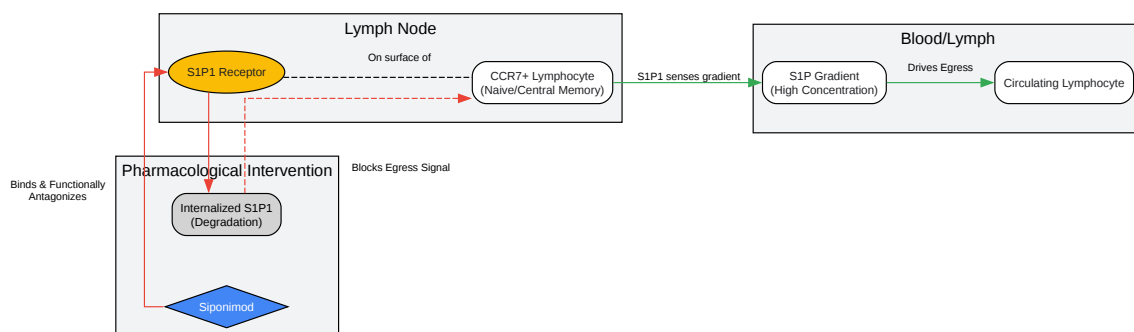 Lymph Node
Blood/Lymph
On surface of
S1P1 Receptor
CCR7+ Lymphocyte
(Naive/Central Memory)
S1P1 senses gradient
S1P Gradient
(High Concentration)
Drives Egress
Circulating Lymphocyte
Pharmacological Intervention
Blocks Egress Signal
Binds & Functionally
Antagonizes
Internalized S1P1
(Degradation)
Siponimod